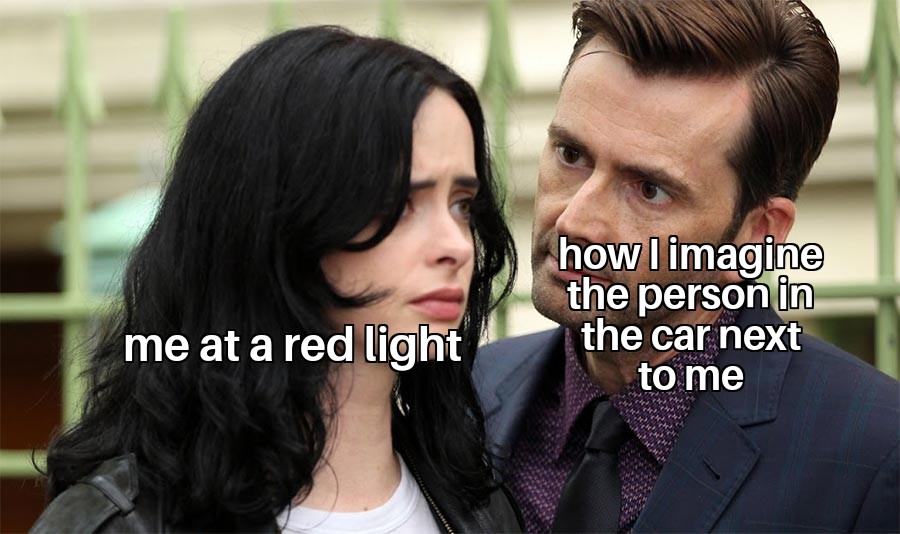 me at a red light
how I imagine
the person in
the car next
to me